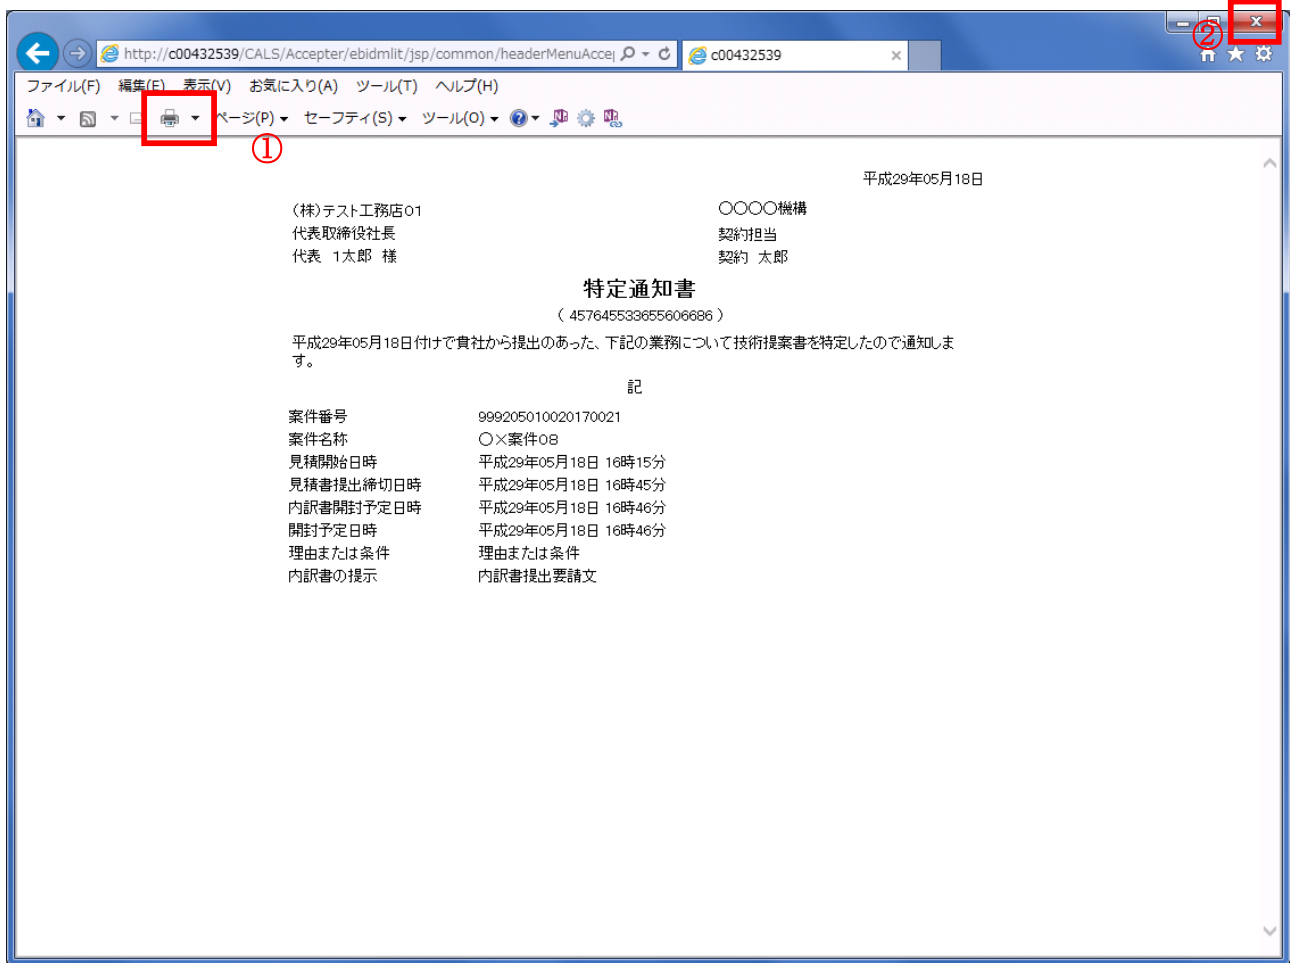 ②
http://c00432539/CALS/Accepter/ebidmlit/jsp/common/headerMenuAccep
c00432539
ファイル(F) 編集(E) 表示(V) お気に入り(A) ツール(T) ヘルプ(H)
ページ(P) セーフティ(S) ツール(O)
①
平成29年05月18日
(株)テスト工務店01
代表取締役社長
代表 1太郎 様
〇〇〇〇機構
契約担当
契約 太郎
特定通知書
( 457645533655606686 )
平成29年05月18日付けで貴社から提出のあった、下記の業務について技術提案書を特定したので通知しま
す。
記
案件番号 999205010020170021
案件名称 〇×案件08
見積開始日時 平成29年05月18日 16時15分
見積書提出締切日時 平成29年05月18日 16時45分
内訳書開封予定日時 平成29年05月18日 16時46分
開封予定日時 平成29年05月18日 16時46分
理由または条件 理由または条件
内訳書の提示 内訳書提出要請文